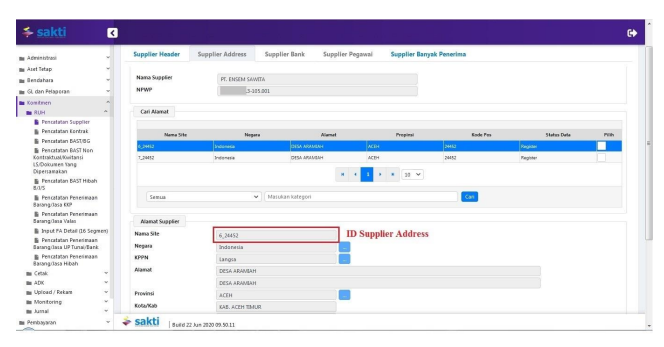 sakti
Administrasi
Aset Tetap
Bendahara
GL dan Pelaporan
Komitmen
RUH
Pencatatan Supplier
Pencatatan Kontrak
Pencatatan BAST/BG
Pencatatan BAST Non
Kontraktual/Kuitansi
LS/Dokumen Yang
Dipersamakan
Pencatatan BAST Hibah
B/J/S
Pencatatan Penerimaan
Barang/Jasa KKP
Pencatatan Penerimaan
Barang/Jasa Valas
Input FA Detail (16 Segmen)
Pencatatan Penerimaan
Barang/Jasa UP Tunai/Bank
Pencatatan Penerimaan
Barang/Jasa Hibah
Cetak
ADK
Upload / Rekam
Monitoring
Jurnal
Pembayaran
Supplier Header Supplier Address Supplier Bank Supplier Pegawai Supplier Banyak Penerima
Nama Supplier PT. ENSEM SAWITA
NPWP 3-105.001
Cari Alamat
Nama Site Negara Alamat Propinsi Kode Pos Status Data Pilih
6_24452 Indonesia DESA ARAMIAH ACEH 24452 Register
7_24452 Indonesia DESA ARAMIAH ACEH 24452 Register
1 10
Semua Masukan Kategori Cari
Alamat Supplier
Nama Site 6_24452 ID Supplier Address
Negara Indonesia ...
KPPN Langsa ...
Alamat DESA ARAMIAH
DESA ARAMIAH
Provinsi ACEH ...
Kota/Kab KAB. ACEH TIMUR
sakti | Build 22 Jun 2020 09.50.11